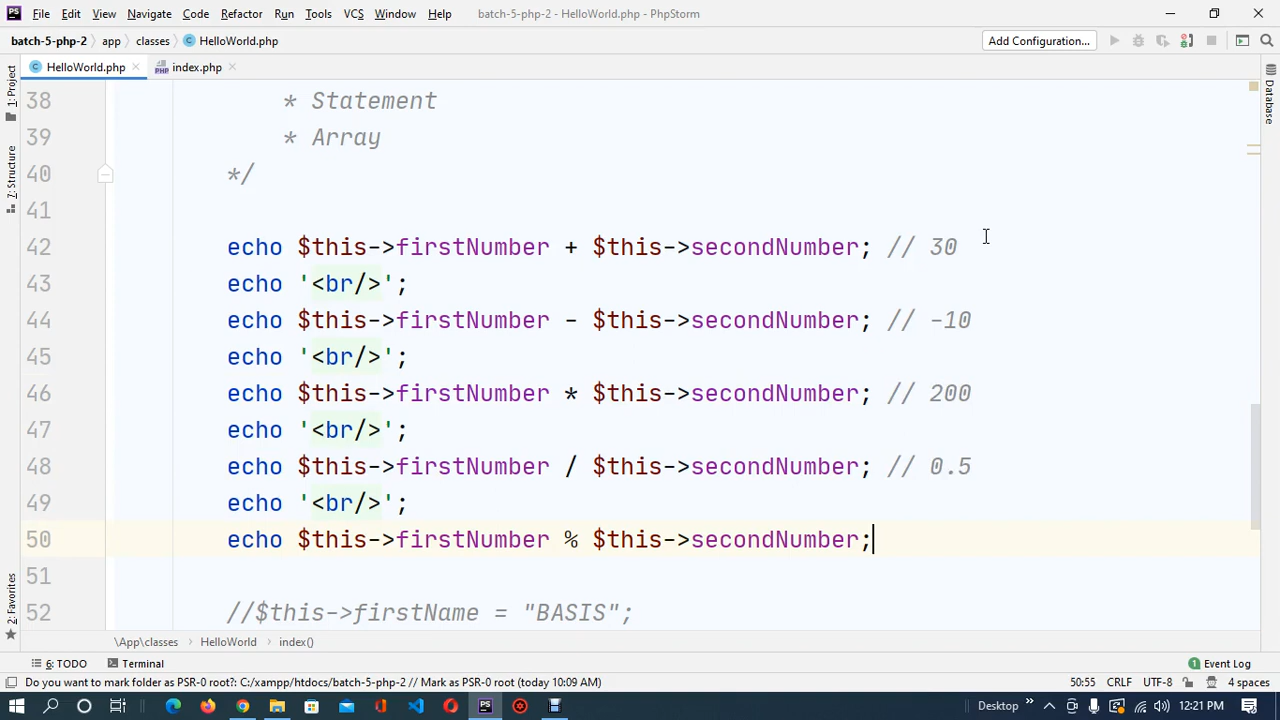 File Edit View Navigate Code Refactor Run Tools VCS Window Help batch-5-php-2 - HelloWorld.php - PhpStorm
batch-5-php-2 app classes HelloWorld.php Add Configuration...
HelloWorld.php index.php
1: Project
7: Structure
2: Favorites
Database
38 * Statement
39 * Array
40 */
41
42 echo $this->firstNumber + $this->secondNumber; // 30
43 echo '<br/>';
44 echo $this->firstNumber - $this->secondNumber; // -10
45 echo '<br/>';
46 echo $this->firstNumber * $this->secondNumber; // 200
47 echo '<br/>';
48 echo $this->firstNumber / $this->secondNumber; // 0.5
49 echo '<br/>';
50 echo $this->firstNumber % $this->secondNumber;
51
52 //$this->firstName = "BASIS";
\App\classes HelloWorld index()
6: TODO Terminal 1 Event Log
Do you want to mark folder as PSR-0 root?: C:/xampp/htdocs/batch-5-php-2 // Mark as PSR-0 root (today 10:09 AM) 50:55 CRLF UTF-8 4 spaces
Desktop 12:21 PM